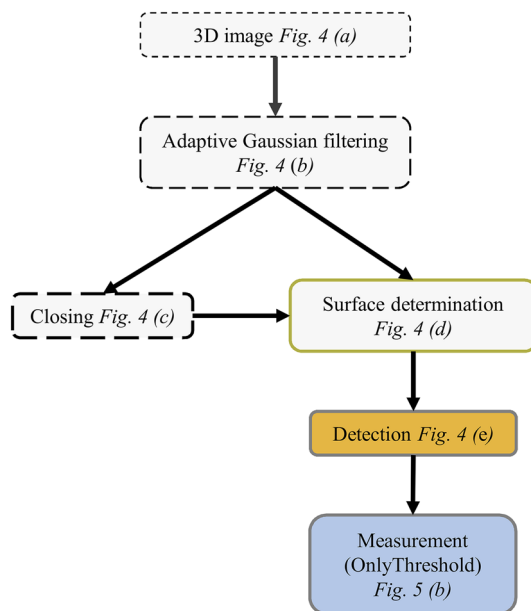 3D image Fig. 4 (a)
Adaptive Gaussian filtering
Fig. 4 (b)
Closing Fig. 4 (c)
Surface determination
Fig. 4 (d)
Detection Fig. 4 (e)
Measurement
(OnlyThreshold)
Fig. 5 (b)